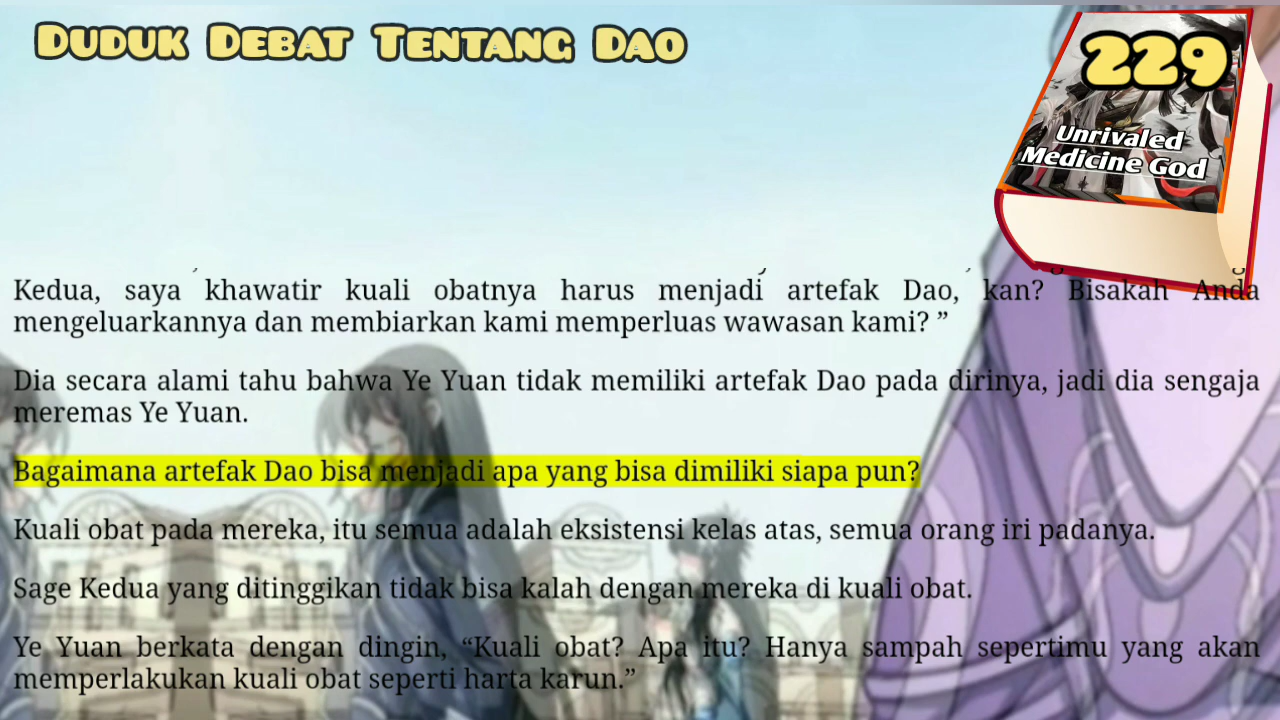 Duduk Debat Tentang Dao
229
Unrivaled
Medicine God
Kedua, saya khawatir kuali obatnya harus menjadi artefak Dao, kan? Bisakah Anda
mengeluarkannya dan membiarkan kami memperluas wawasan kami? ”
Dia secara alami tahu bahwa Ye Yuan tidak memiliki artefak Dao pada dirinya, jadi dia sengaja
meremas Ye Yuan.
Bagaimana artefak Dao bisa menjadi apa yang bisa dimiliki siapa pun?
Kuali obat pada mereka, itu semua adalah eksistensi kelas atas, semua orang iri padanya.
Sage Kedua yang ditinggikan tidak bisa kalah dengan mereka di kuali obat.
Ye Yuan berkata dengan dingin, “Kuali obat? Apa itu? Hanya sampah sepertimu yang akan
memperlakukan kuali obat seperti harta karun.”